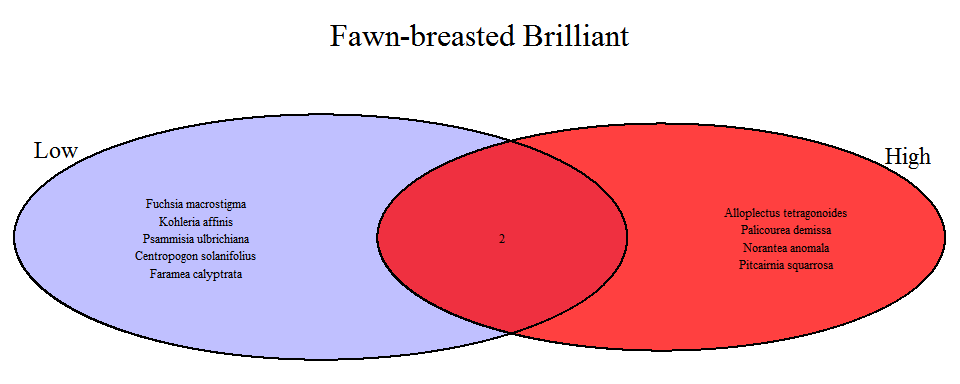 Fawn-breasted Brilliant
Low
High
Fuchsia macrostigma
Kohleria affinis
Psammisia ulbrichiana
Centropogon solanifolius
Faramea calyptrata
2
Alloplectus tetragonoides
Palicourea demissa
Norantea anomala
Pitcairnia squarrosa